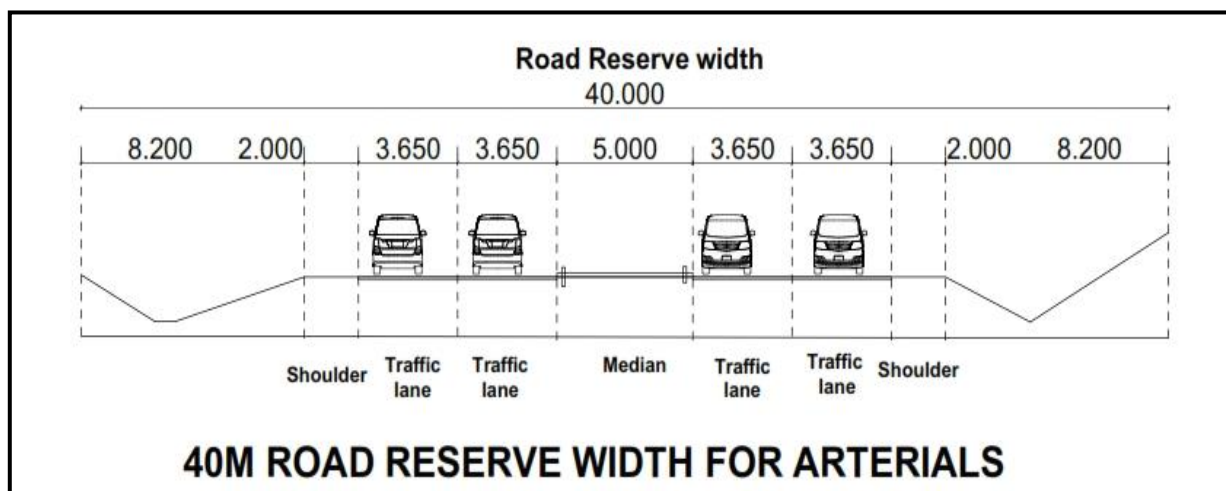 Road Reserve width
40.000
8.200 2.000 3.650 3.650 5.000 3.650 3.650 2.000 8.200
Shoulder Traffic lane Traffic lane Median Traffic lane Traffic lane Shoulder
40M ROAD RESERVE WIDTH FOR ARTERIALS